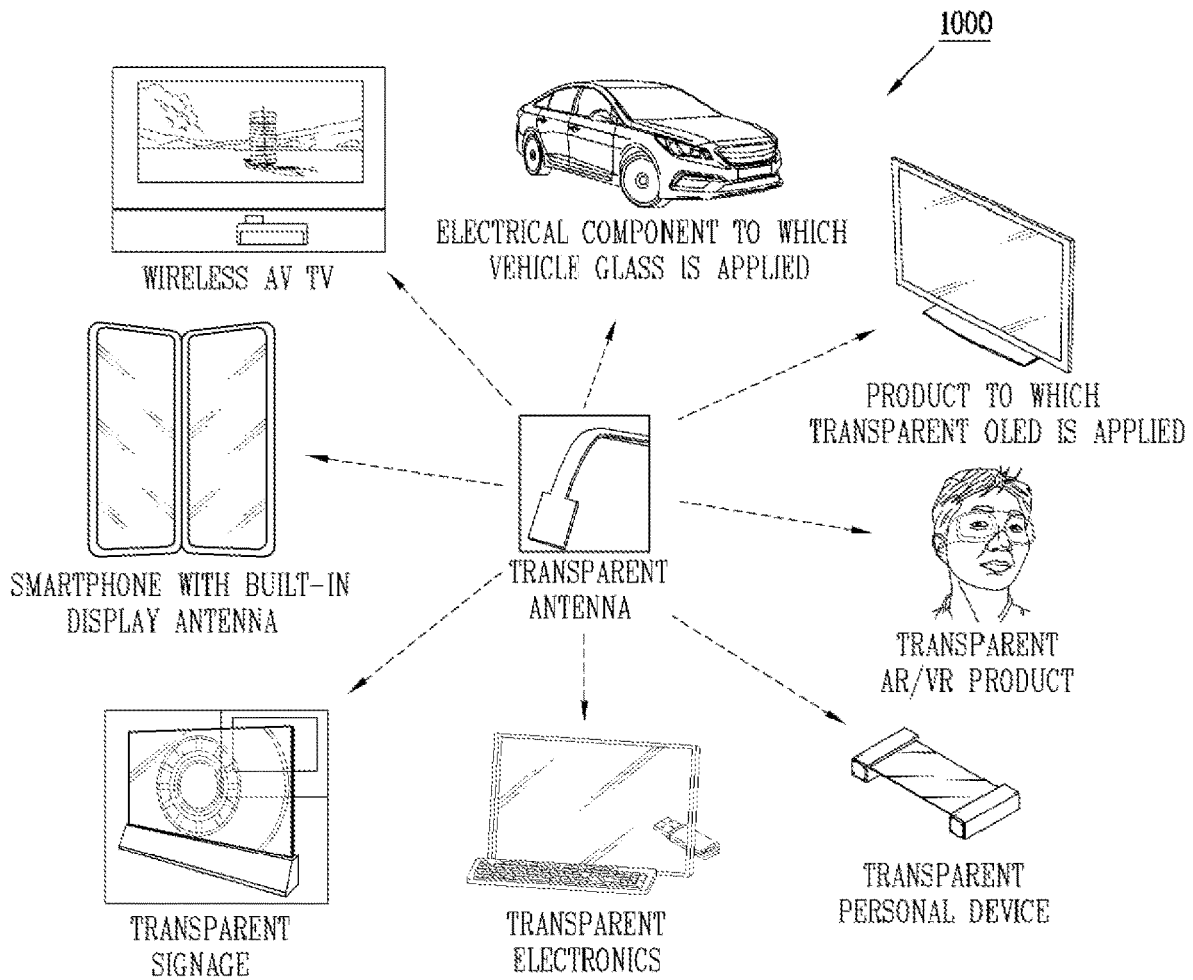 1000
WIRELESS AV TV
ELECTRICAL COMPONENT TO WHICH
VEHICLE GLASS IS APPLIED
PRODUCT TO WHICH
TRANSPARENT OLED IS APPLIED
SMARTPHONE WITH BUILT-IN
DISPLAY ANTENNA
TRANSPARENT
ANTENNA
TRANSPARENT
AR/VR PRODUCT
TRANSPARENT
SIGNAGE
TRANSPARENT
ELECTRONICS
TRANSPARENT
PERSONAL DEVICE